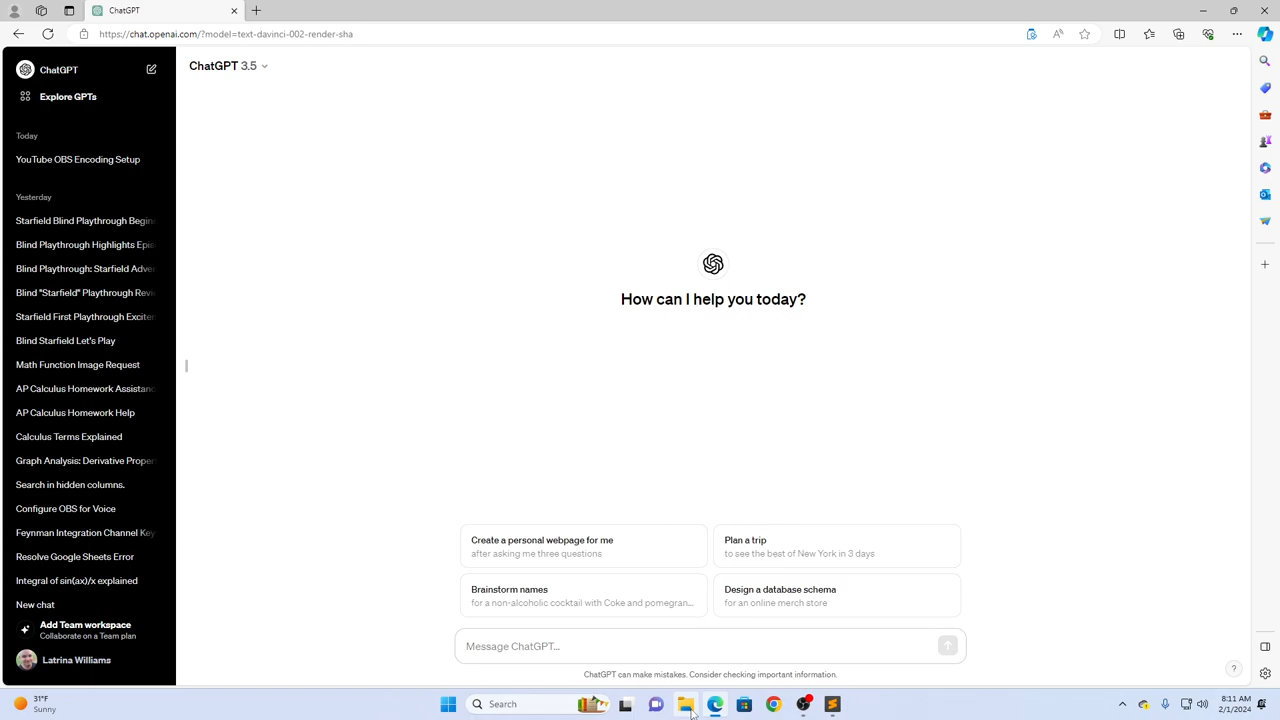 ChatGPT
https://chat.openai.com/?model=text-davinci-002-render-sha
ChatGPT
Explore GPTs
Today
YouTube OBS Encoding Setup
Yesterday
Starfield Blind Playthrough Begin
Blind Playthrough Highlights Epis
Blind Playthrough: Starfield Adver
Blind "Starfield" Playthrough Revi
Starfield First Playthrough Exciten
Blind Starfield Let's Play
Math Function Image Request
AP Calculus Homework Assistanc
AP Calculus Homework Help
Calculus Terms Explained
Graph Analysis: Derivative Proper
Search in hidden columns.
Configure OBS for Voice
Feynman Integration Channel Key
Resolve Google Sheets Error
Integral of sin(ax)/x explained
New chat
Add Team workspace
Collaborate on a Team plan
Latrina Williams
ChatGPT 3.5
How can I help you today?
Create a personal webpage for me
after asking me three questions
Plan a trip
to see the best of New York in 3 days
Brainstorm names
for a non-alcoholic cocktail with Coke and pomegran...
Design a database schema
for an online merch store
Message ChatGPT...
ChatGPT can make mistakes. Consider checking important information.
?
31°F
Sunny
Search
8:11 AM
2/1/2024